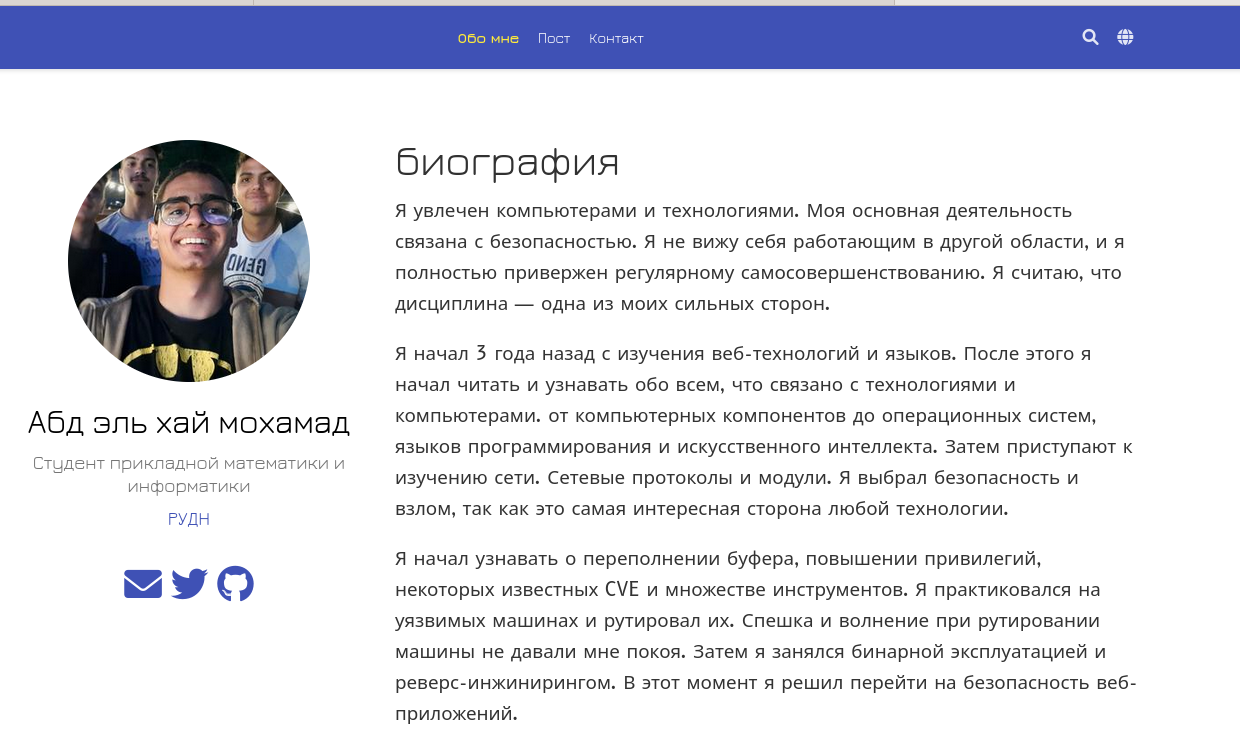 Обо мне Пост Контакт
GEND
Абд эль хай мохамад
Студент прикладной математики и
информатики
РУДН
биография
Я увлечен компьютерами и технологиями. Моя основная деятельность
связана с безопасностью. Я не вижу себя работающим в другой области, и я
полностью привержен регулярному самосовершенствованию. Я считаю, что
дисциплина — одна из моих сильных сторон.
Я начал 3 года назад с изучения веб-технологий и языков. После этого я
начал читать и узнавать обо всем, что связано с технологиями и
компьютерами. от компьютерных компонентов до операционных систем,
языков программирования и искусственного интеллекта. Затем приступают к
изучению сети. Сетевые протоколы и модули. Я выбрал безопасность и
взлом, так как это самая интересная сторона любой технологии.
Я начал узнавать о переполнении буфера, повышении привилегий,
некоторых известных CVE и множестве инструментов. Я практиковался на
уязвимых машинах и рутировал их. Спешка и волнение при рутировании
машины не давали мне покоя. Затем я занялся бинарной эксплуатацией и
реверс-инжинирингом. В этот момент я решил перейти на безопасность веб-
приложений.